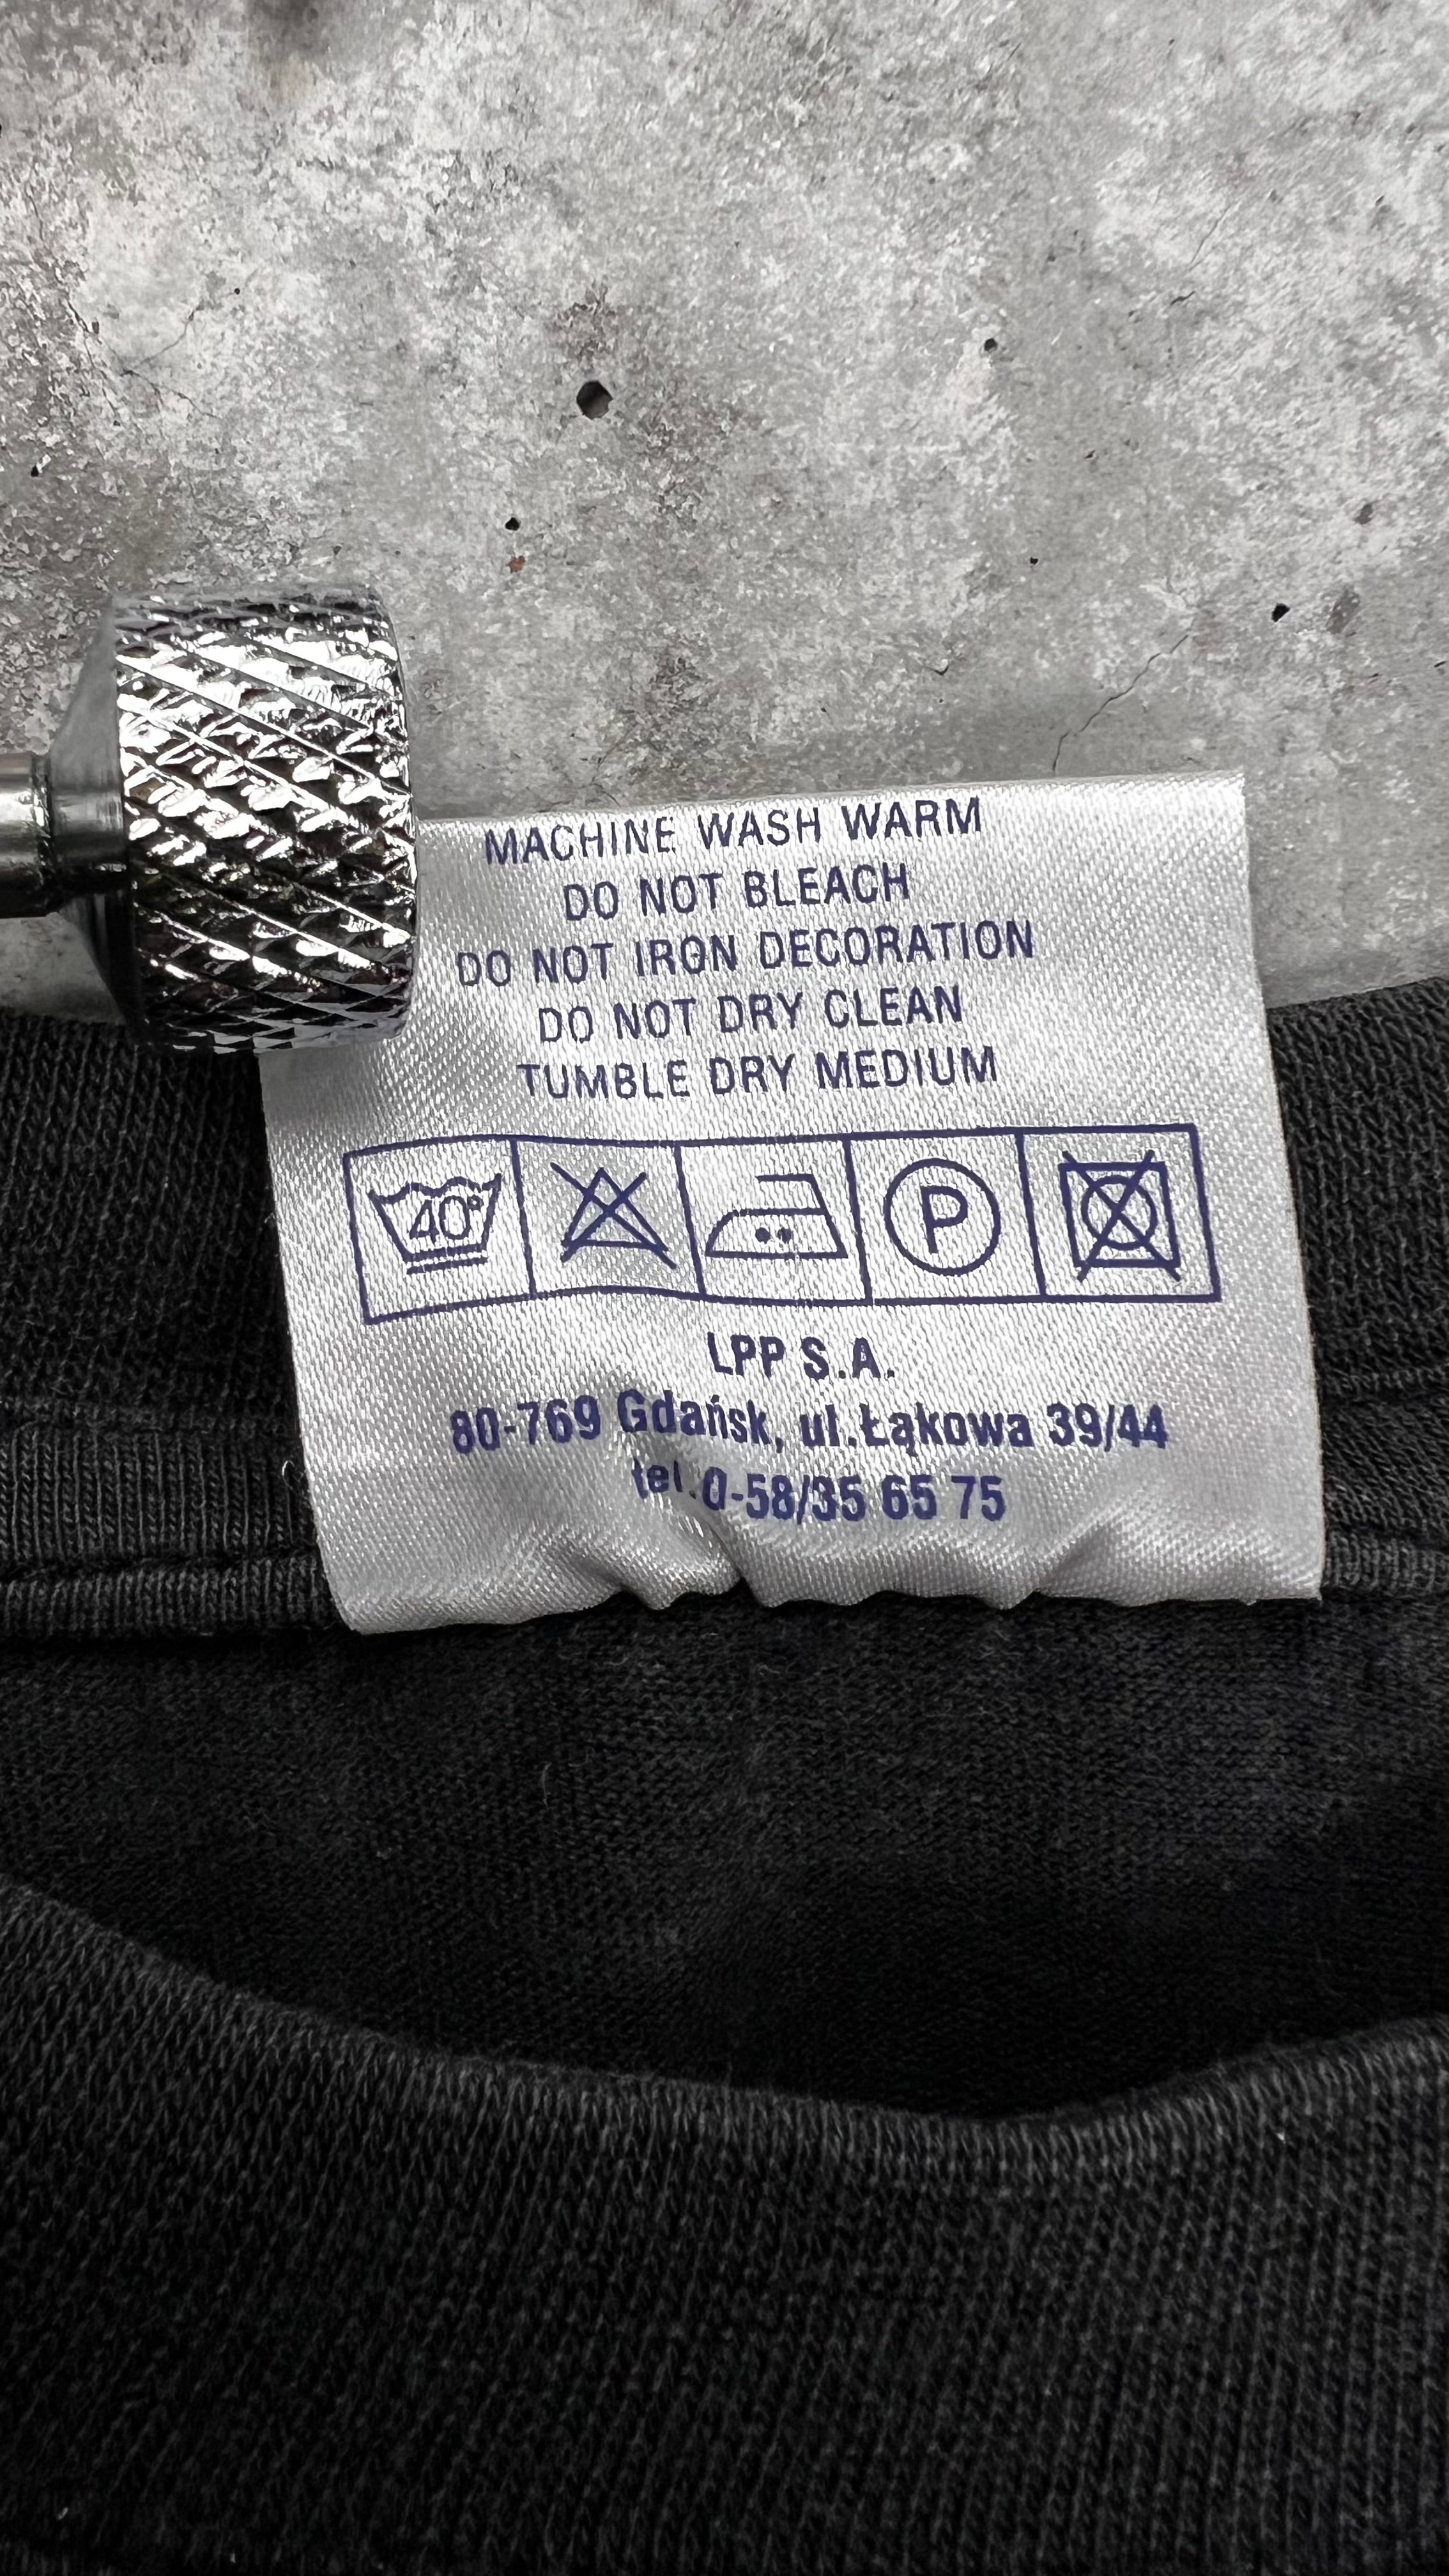 MACHINE WASH WARM
DO NOT BLEACH
DO NOT IRON DECORATION
DO NOT DRY CLEAN
TUMBLE DRY MEDIUM
40° P
LPP S.A.
80-769 Gdańsk, ul.Łąkowa 39/44
tel.0-58/35 65 75